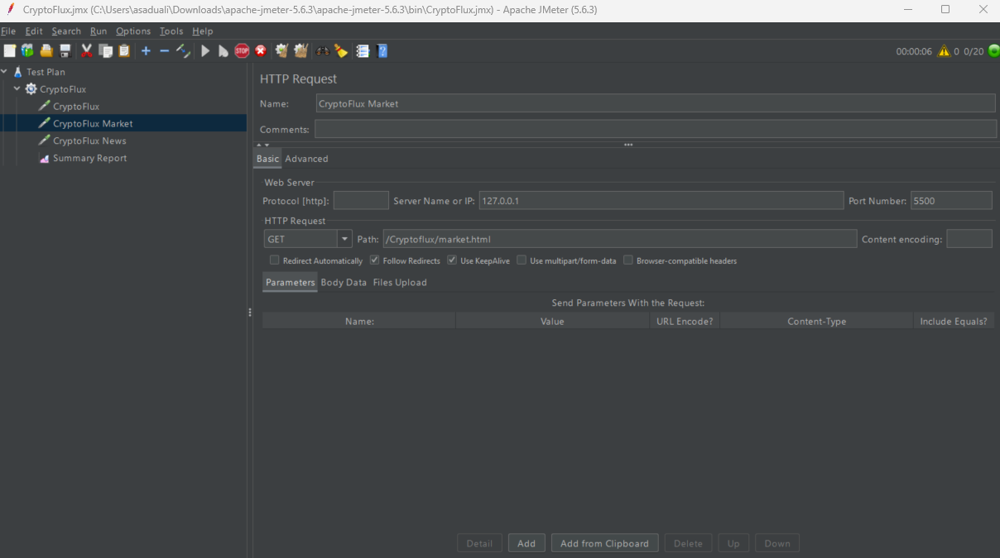 CryptoFlux.jmx (C:\Users\asaduali\Downloads\apache-jmeter-5.6.3\apache-jmeter-5.6.3\bin\CryptoFlux.jmx) - Apache JMeter (5.6.3)
File Edit Search Run Options Tools Help
STOP 00:00:06 0 0/20
Test Plan
CryptoFlux
CryptoFlux
CryptoFlux Market
CryptoFlux News
Summary Report
HTTP Request
Name: CryptoFlux Market
Comments:
Basic Advanced
Web Server
Protocol [http]: Server Name or IP: 127.0.0.1 Port Number: 5500
HTTP Request
GET Path: /Cryptoflux/market.html Content encoding:
Redirect Automatically Follow Redirects Use KeepAlive Use multipart/form-data Browser-compatible headers
Parameters Body Data Files Upload
Send Parameters With the Request:
Name: Value URL Encode? Content-Type Include Equals?
Detail Add Add from Clipboard Delete Up Down